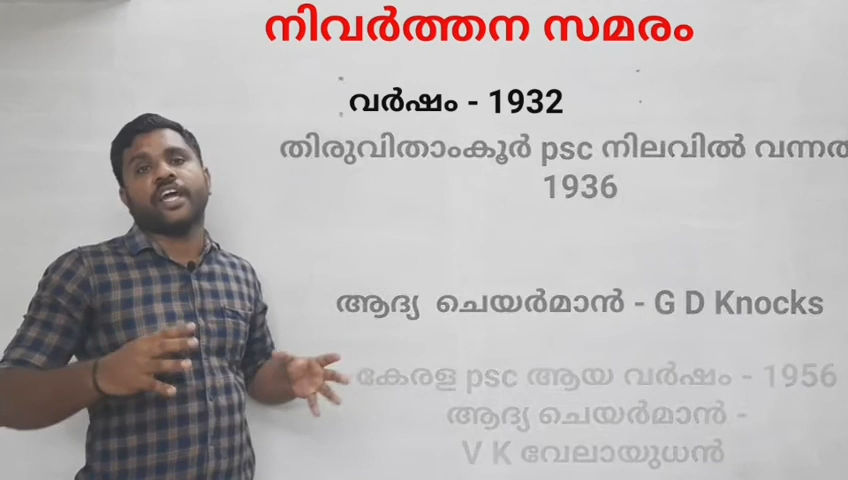 നിവർത്തന സമരം
വർഷം - 1932
തിരുവിതാംകൂർ psc നിലവിൽ വന്നത
1936
ആദ്യ ചെയർമാൻ - G D Knocks
കേരള psc ആയ വർഷം - 1956
ആദ്യ ചെയർമാൻ -
V K വേലായുധൻ